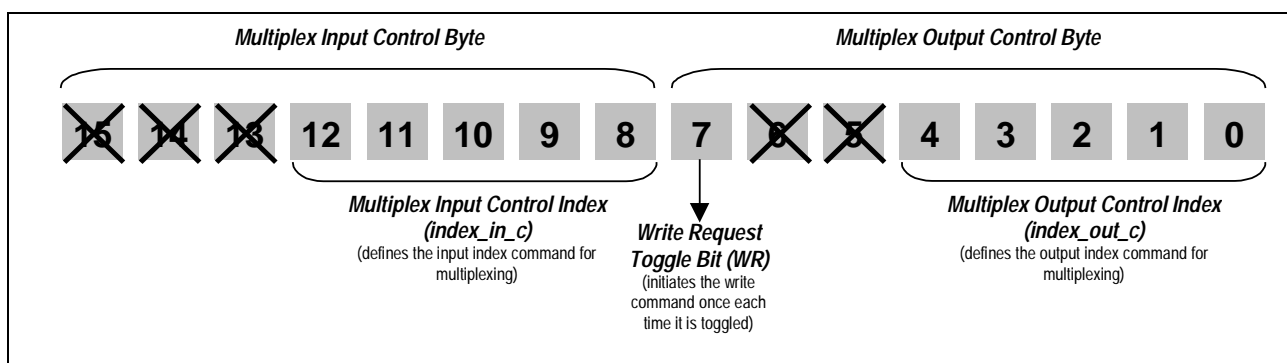 Multiplex Input Control Byte Multiplex Output Control Byte
15 14 13 12 11 10 9 8 7 6 5 4 3 2 1 0
Multiplex Input Control Index
(index_in_c)
(defines the input index command for
multiplexing)
Write Request
Toggle Bit (WR)
(initiates the write
command once each
time it is toggled)
Multiplex Output Control Index
(index_out_c)
(defines the output index command for
multiplexing)